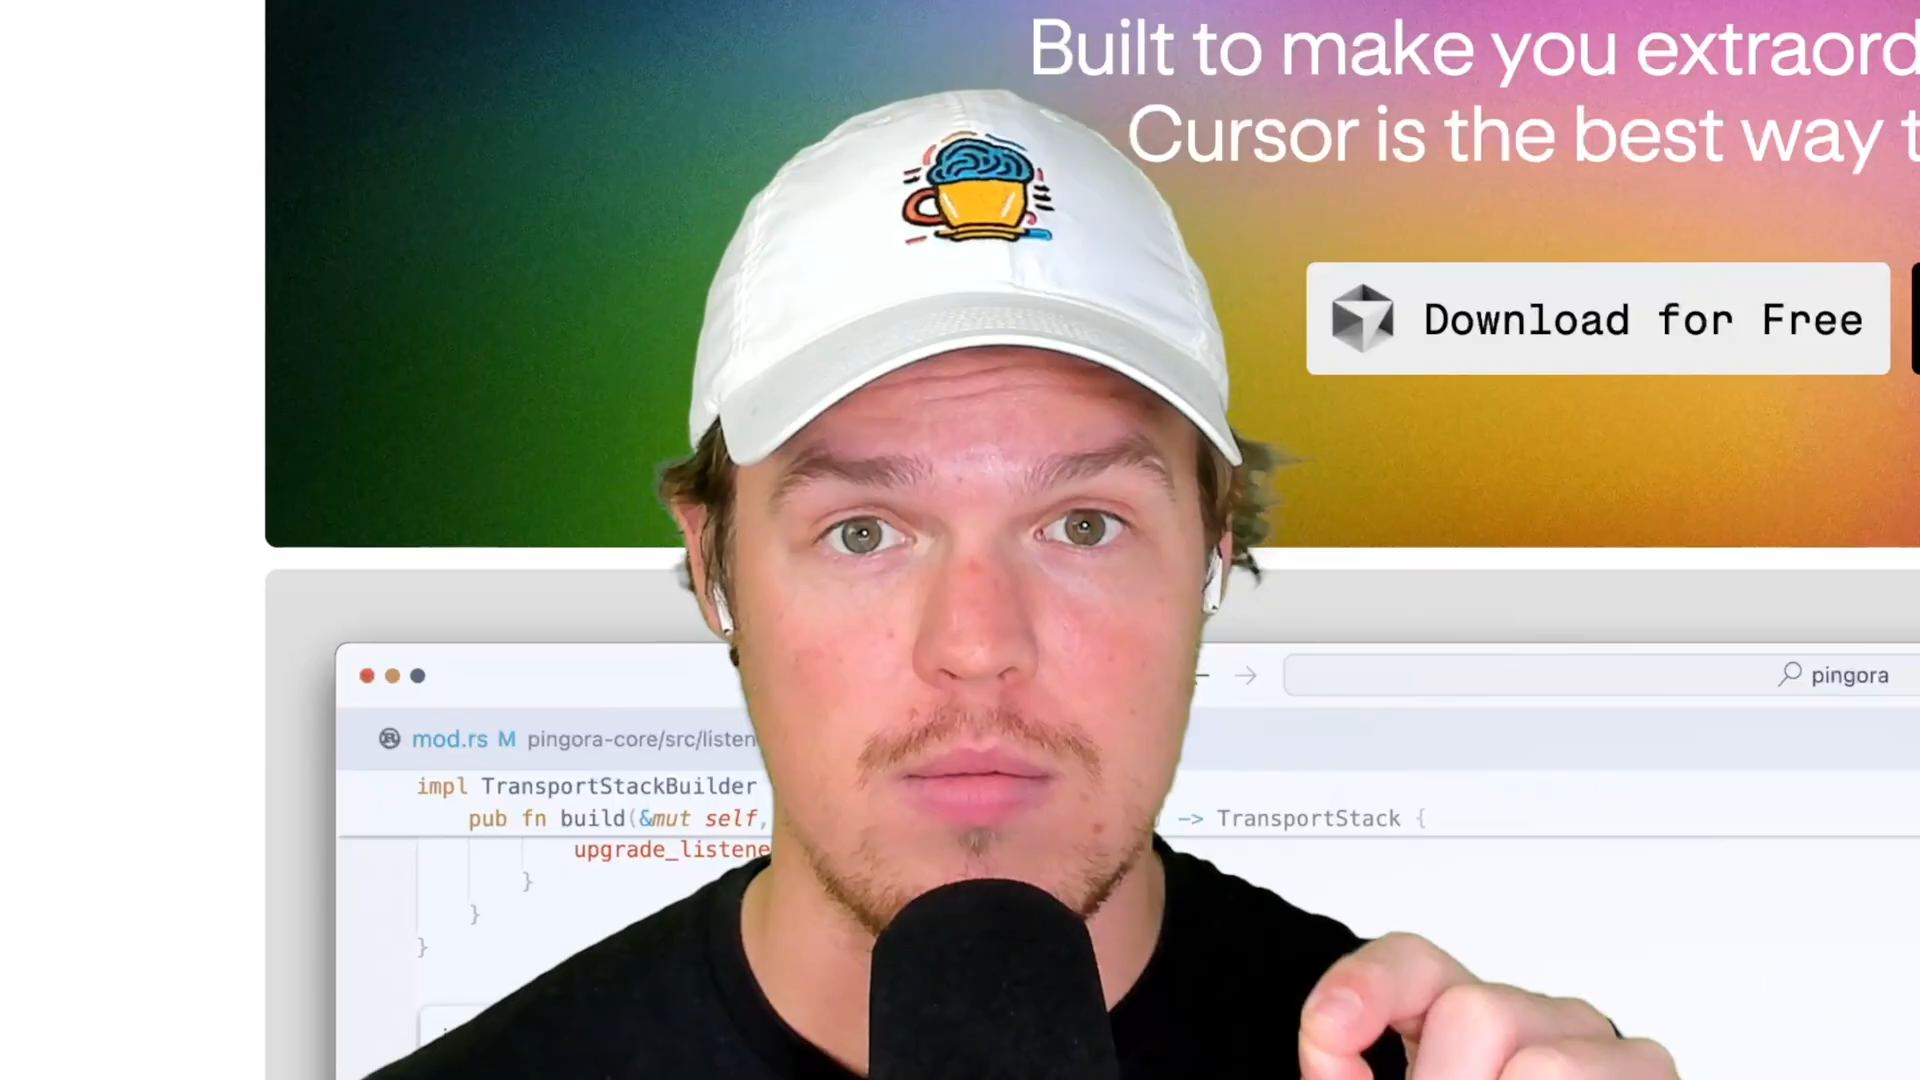 Built to make you extraord
Cursor is the best way t
Download for Free
pingora
mod.rs M pingora-core/src/listen
impl TransportStackBuilder
pub fn build(&mut self, -> TransportStack {
upgrade_listene
}
}
}